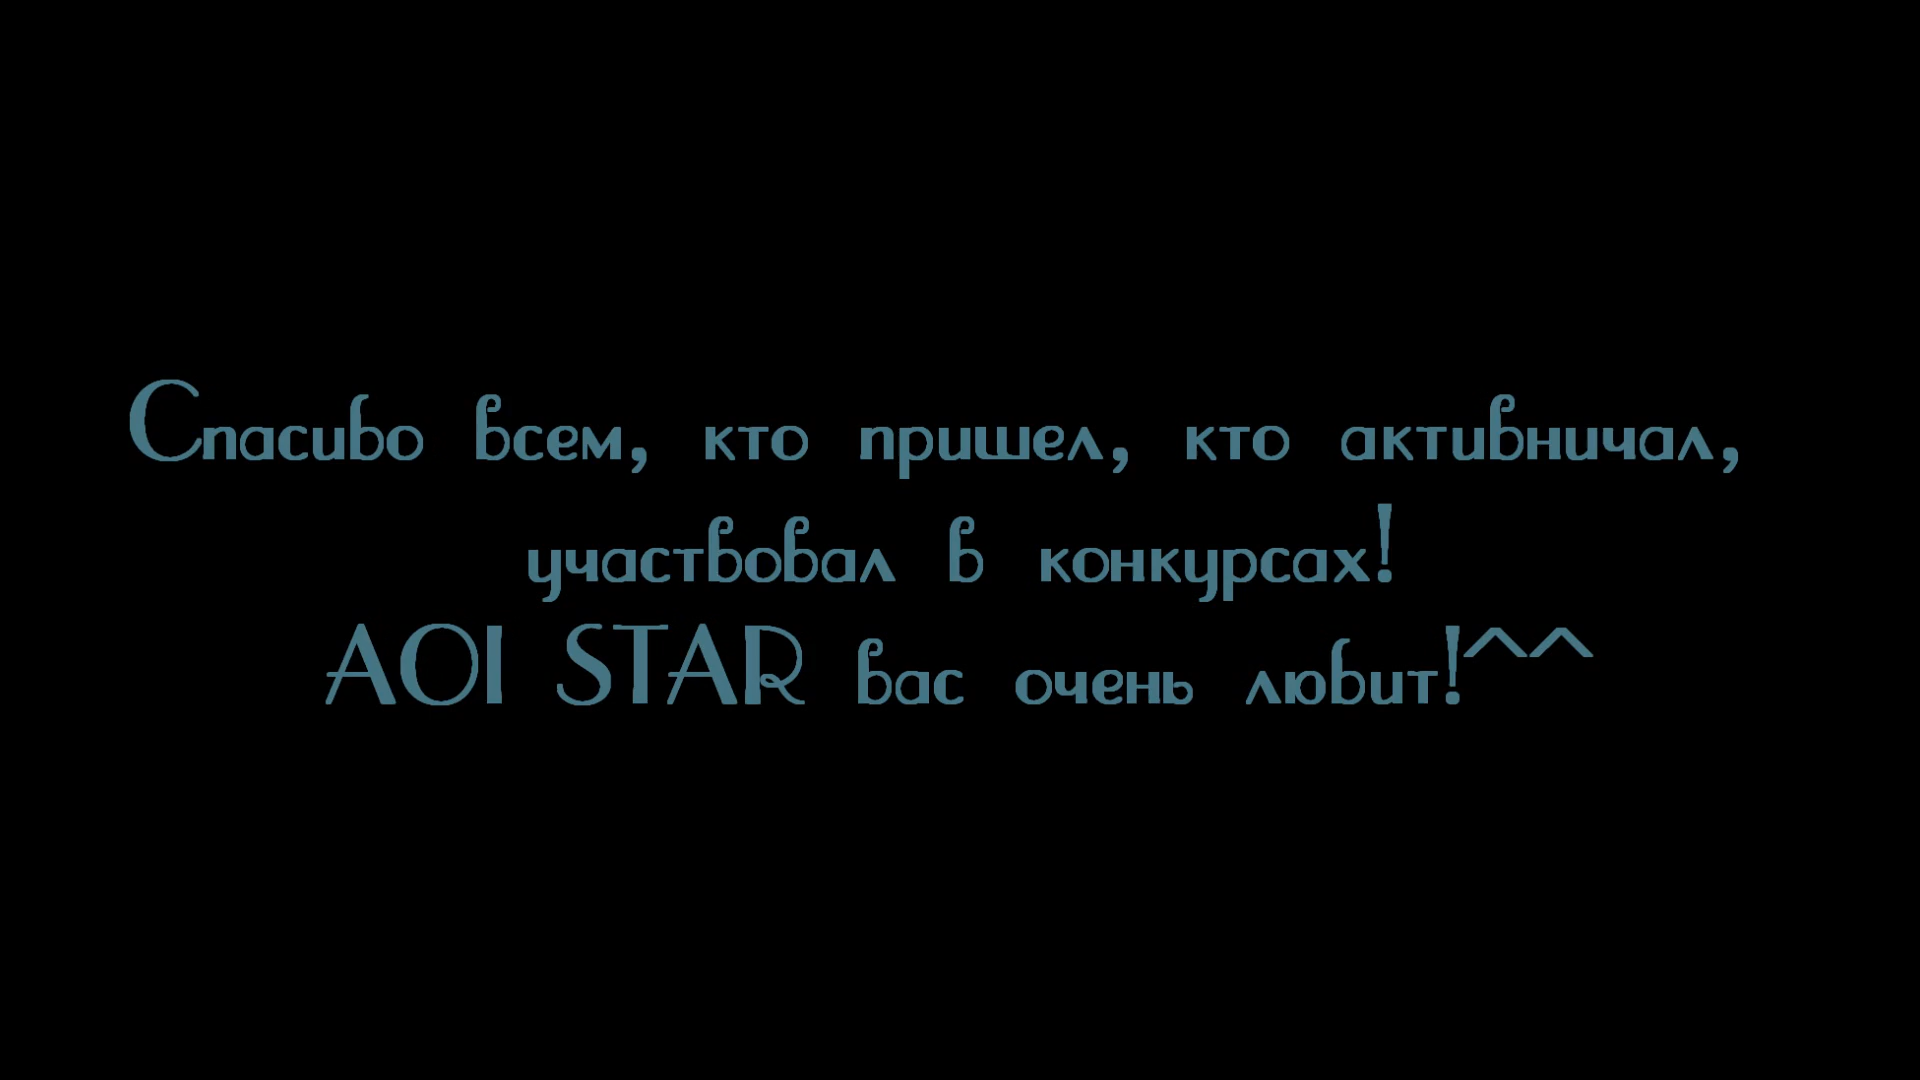 Спасибо всем, кто пришел, кто активничал,
участвовал в конкурсах!
AOI STAR вас очень любит!^^